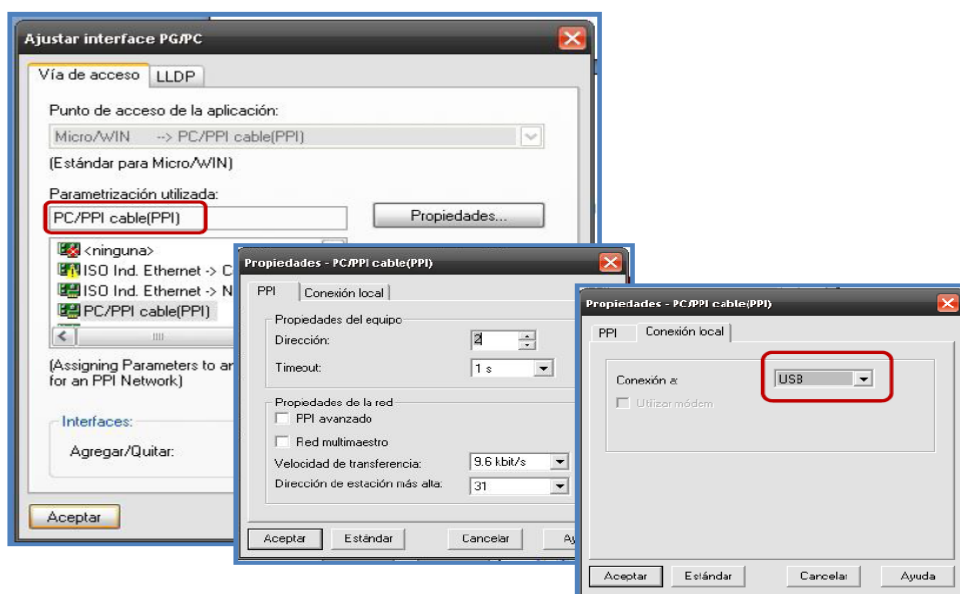 Ajustar interface PG/PC
Vía de acceso LLDP
Punto de acceso de la aplicación:
Micro/WIN --> PC/PPI cable(PPI)
(Estándar para Micro/WIN)
Parametrización utilizada:
PC/PPI cable(PPI) Propiedades...
<ninguna>
ISO Ind. Ethernet -> C
ISO Ind. Ethernet -> N
PC/PPI cable(PPI)
(Assigning Parameters to an
for an PPI Network)
Interfaces:
Agregar/Quitar:
Aceptar
Propiedades - PC/PPI cable(PPI)
PPI Conexión local
Propiedades del equipo
Dirección: 2
Timeout: 1 s
Propiedades de la red
PPI avanzado
Red multimaestro
Velocidad de transferencia: 9.6 kbit/s
Dirección de estación más alta: 31
Aceptar Estándar Cancelar Ay
Propiedades - PC/PPI cable(PPI)
PPI Conexión local
Conexión a: USB
Utilizar módem
Aceptar Estándar Cancelar Ayuda